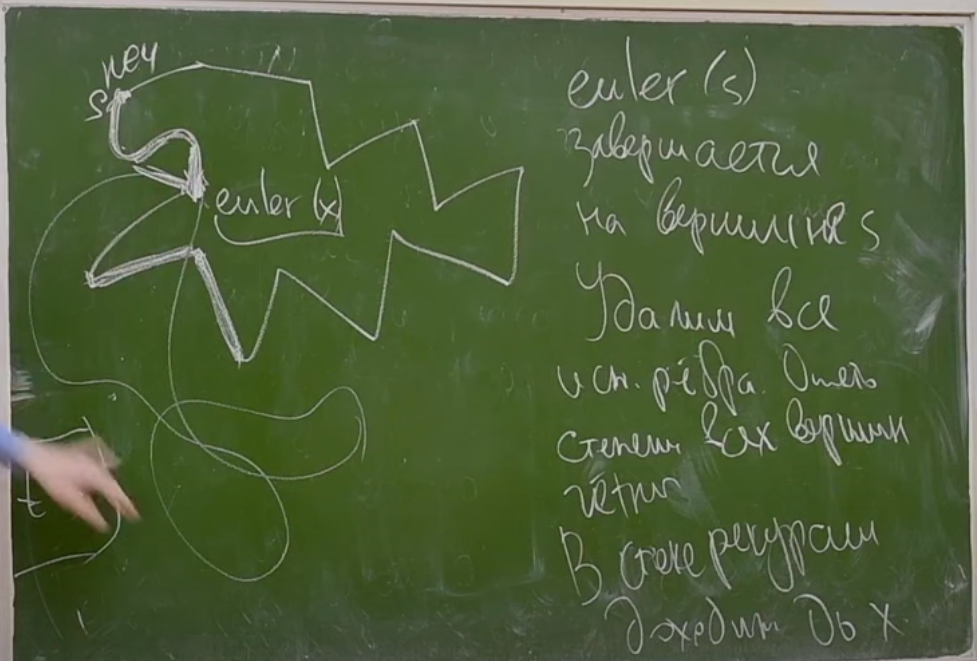 неч
s
euler (x)
t
euler (s)
завершается
на вершине s
Удалим все
исп. рёбра. Опять
степени всех вершин
чётны
В стеке рекурсии
доходим до x